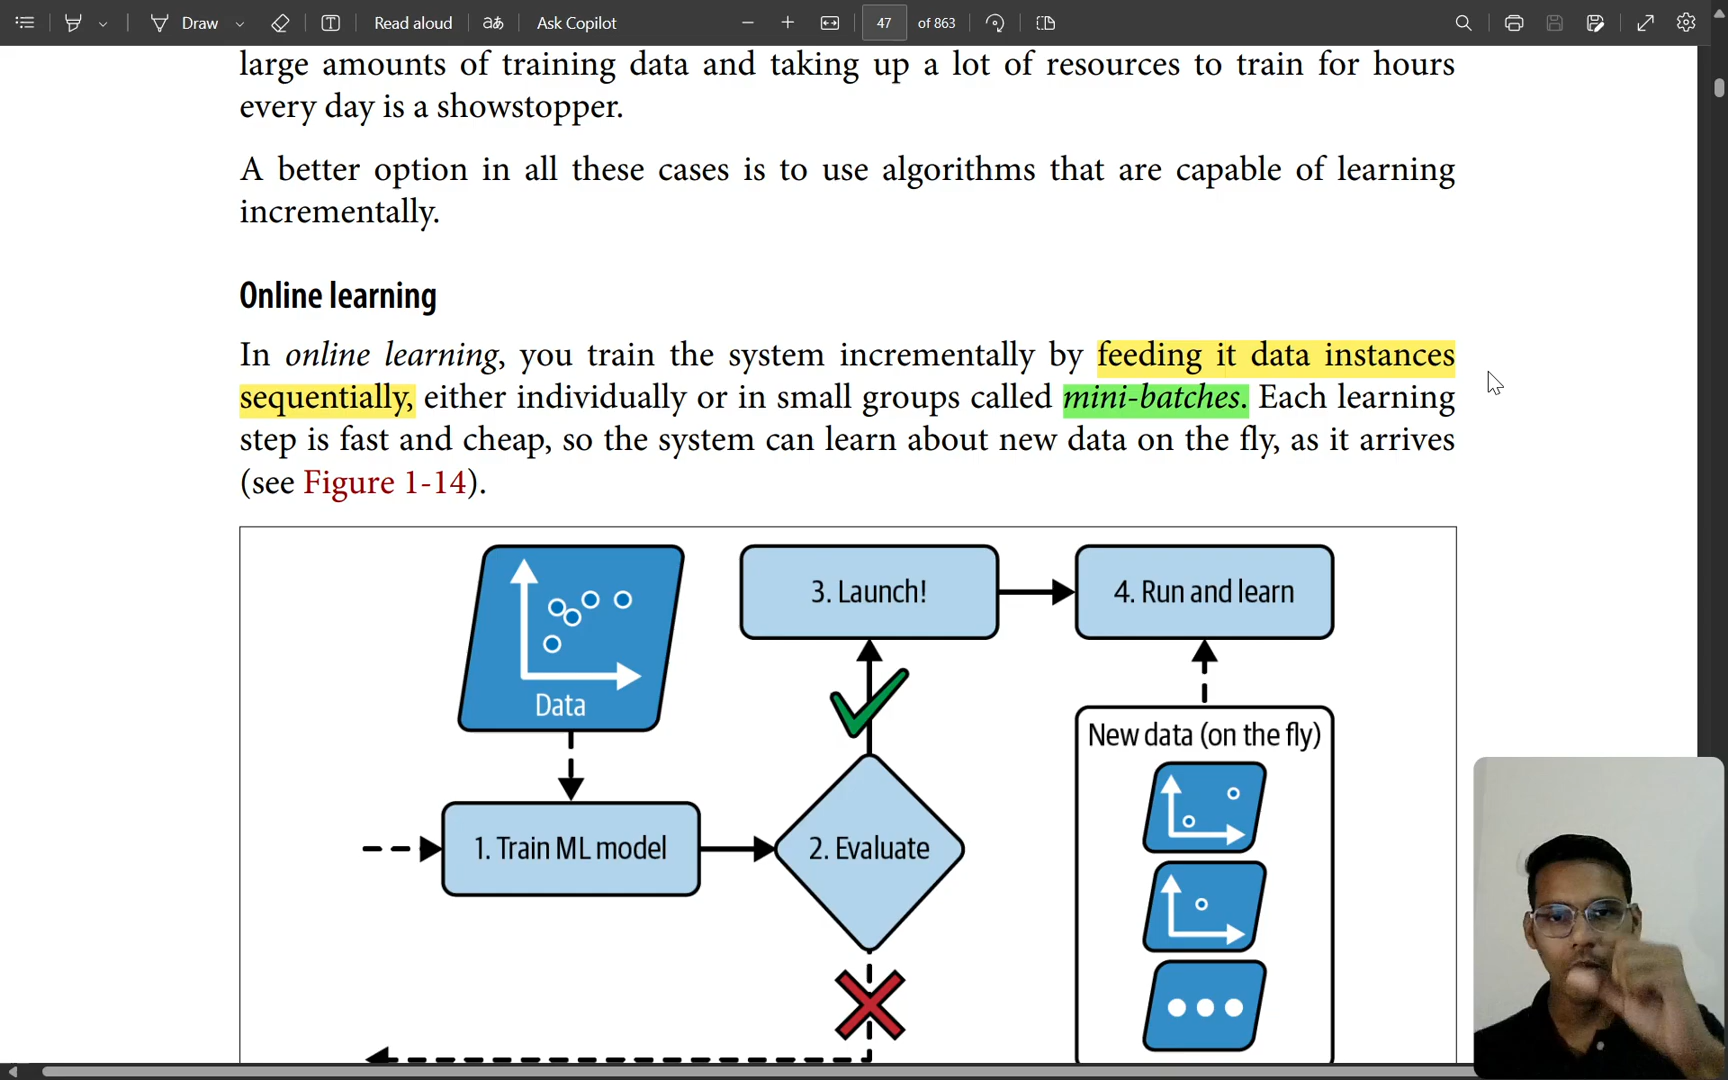 Draw
Read aloud
aあ
Ask Copilot
47
of 863
large amounts of training data and taking up a lot of resources to train for hours
every day is a showstopper.
A better option in all these cases is to use algorithms that are capable of learning
incrementally.
Online learning
In online learning, you train the system incrementally by feeding it data instances
sequentially, either individually or in small groups called mini-batches. Each learning
step is fast and cheap, so the system can learn about new data on the fly, as it arrives
(see Figure 1-14).
Data
3. Launch!
4. Run and learn
New data (on the fly)
1. Train ML model
2. Evaluate